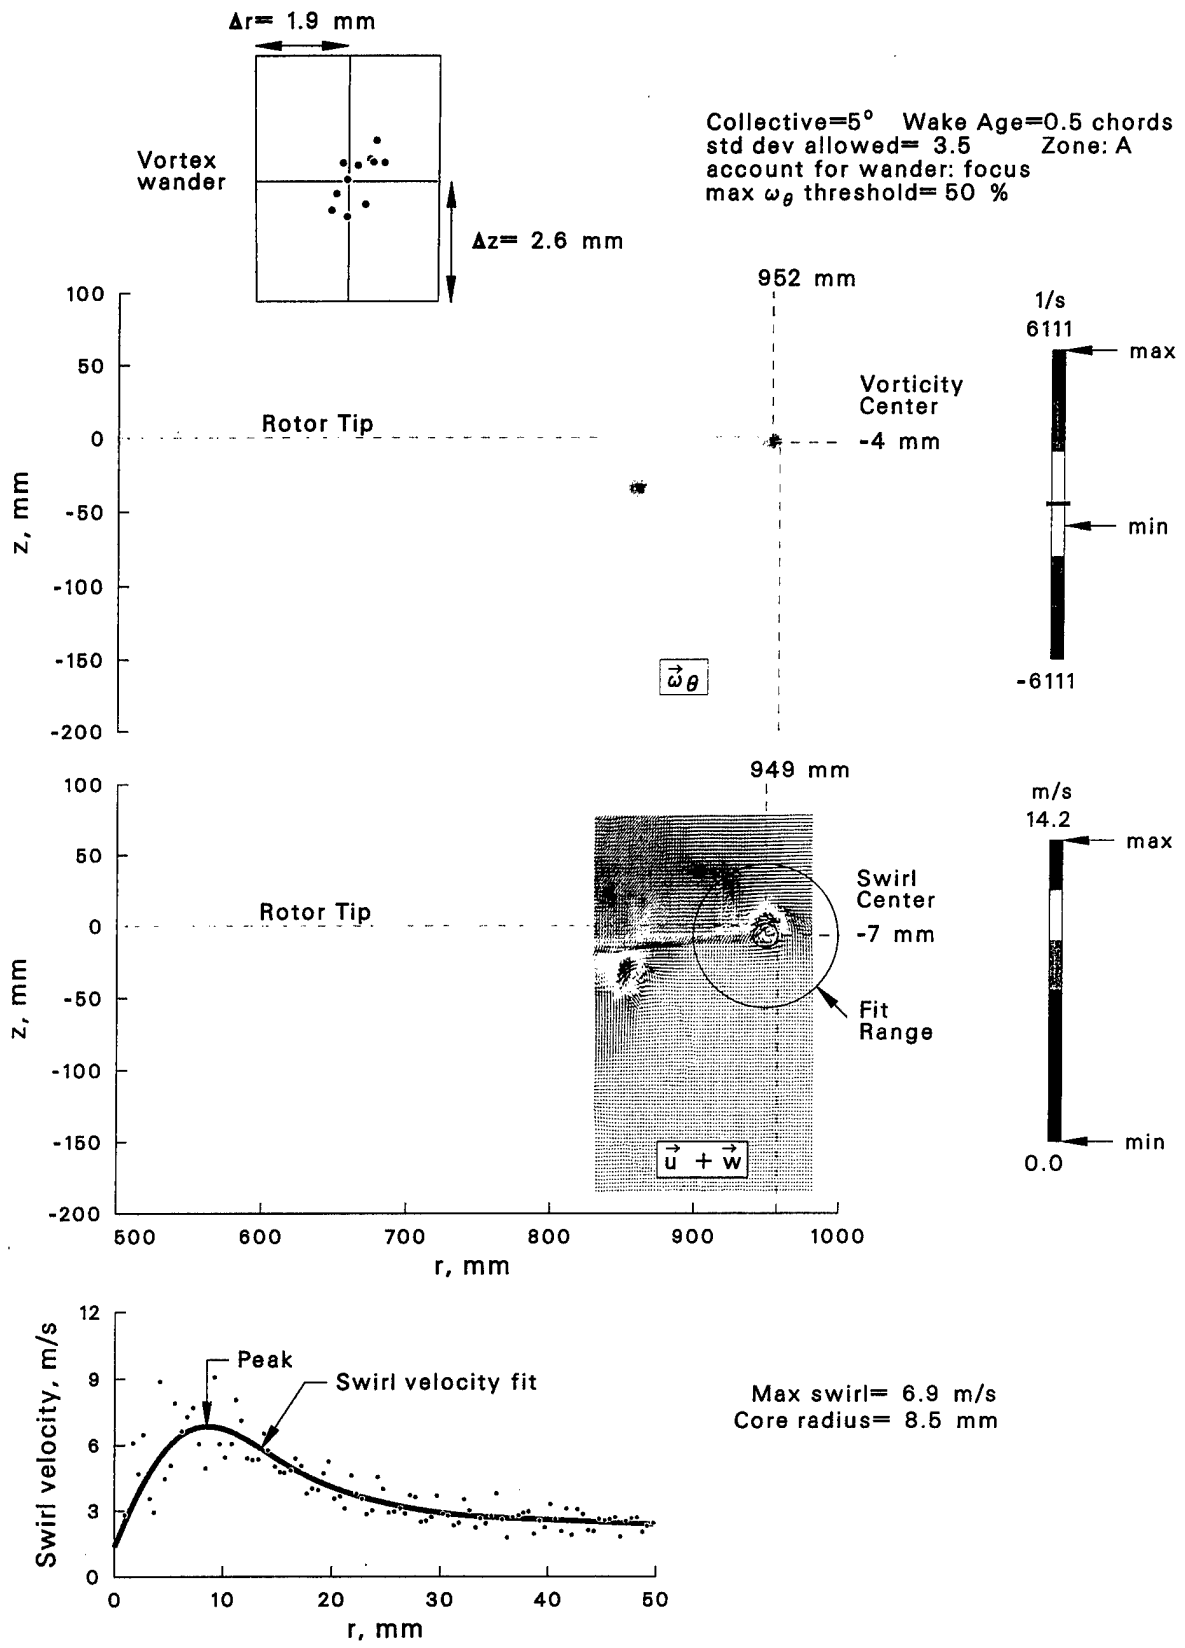 Δr= 1.9 mm
Vortex
wander
Δz= 2.6 mm
Collective=5° Wake Age=0.5 chords
std dev allowed= 3.5 Zone: A
account for wander: focus
max ωθ threshold= 50 %
952 mm
100
50
0
-50
-100
-150
-200
z, mm
Rotor Tip
Vorticity
Center
-4 mm
ω⃗θ
1/s
6111
max
min
-6111
949 mm
100
50
0
-50
-100
-150
-200
z, mm
Rotor Tip
Swirl
Center
-7 mm
Fit
Range
u⃗ + w⃗
m/s
14.2
max
min
0.0
500 600 700 800 900 1000
r, mm
12
9
6
3
0
Swirl velocity, m/s
Peak
Swirl velocity fit
Max swirl= 6.9 m/s
Core radius= 8.5 mm
0 10 20 30 40 50
r, mm